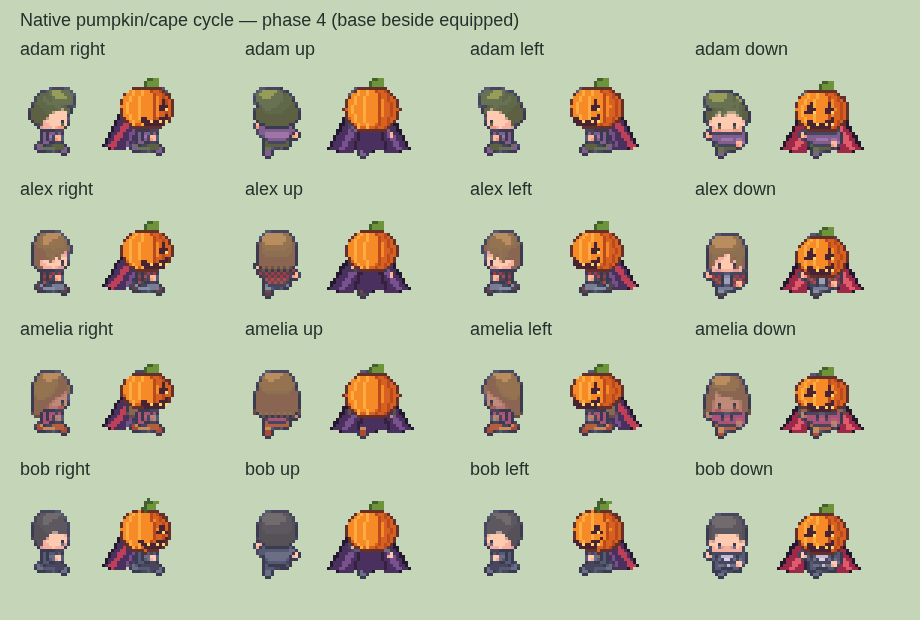 Native pumpkin/cape cycle — phase 4 (base beside equipped)
adam right adam up adam left adam down
alex right alex up alex left alex down
amelia right amelia up amelia left amelia down
bob right bob up bob left bob down